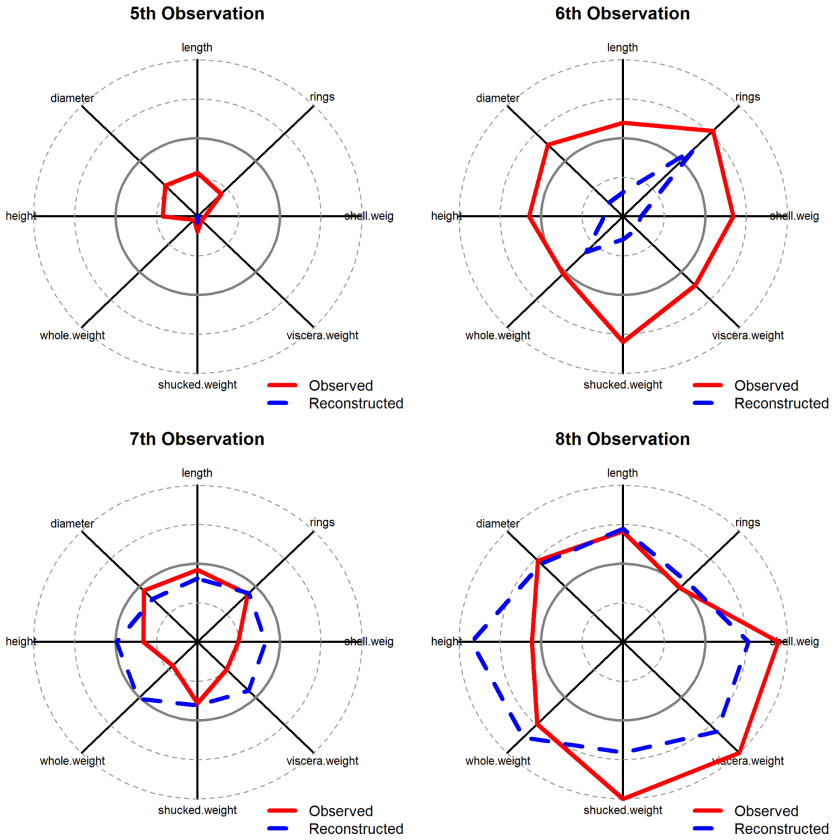 5th Observation
length
diameter
rings
height
shell.weig
whole.weight
viscera.weight
shucked.weight
Observed
Reconstructed
6th Observation
length
diameter
rings
height
shell.weig
whole.weight
viscera.weight
shucked.weight
Observed
Reconstructed
7th Observation
length
diameter
rings
height
shell.weig
whole.weight
viscera.weight
shucked.weight
Observed
Reconstructed
8th Observation
length
diameter
rings
height
shell.weig
whole.weight
viscera.weight
shucked.weight
Observed
Reconstructed